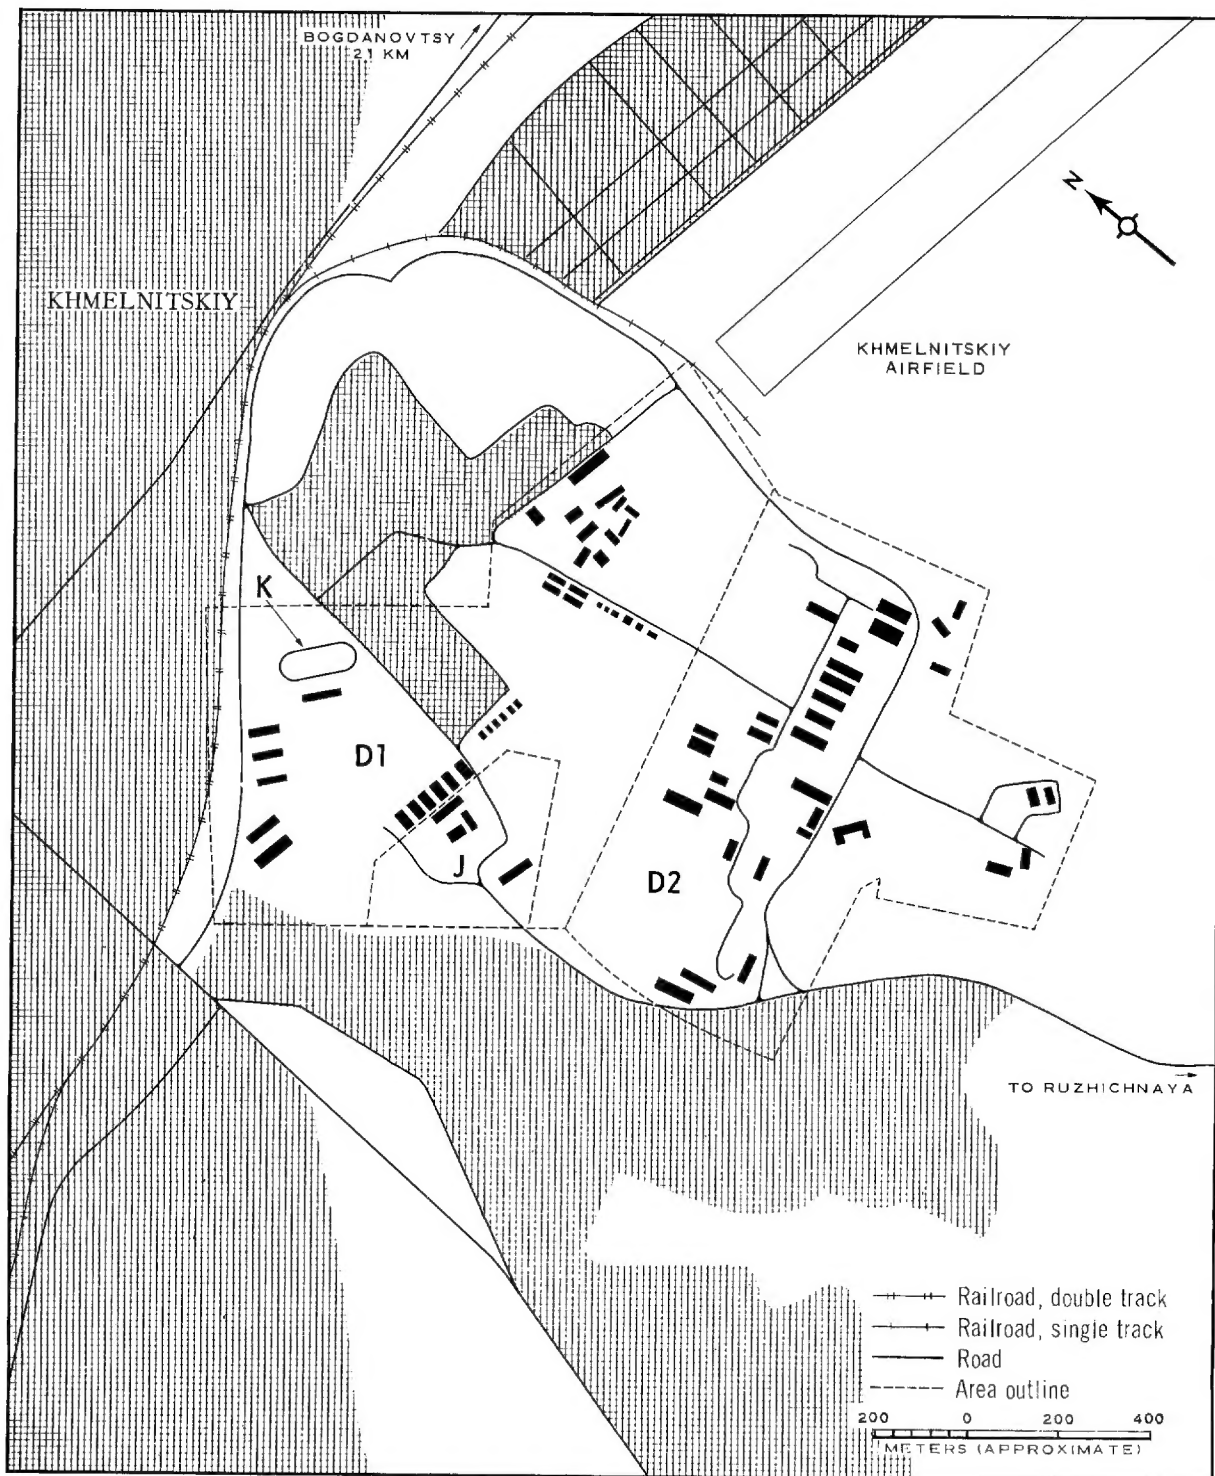 BOGDANOVTSY
21 KM
N
KHMELNITSKIY
KHMELNITSKIY
AIRFIELD
K
D1
J
D2
TO RUZHICHNAYA
Railroad, double track
Railroad, single track
Road
Area outline
200 0 200 400
METERS (APPROXIMATE)